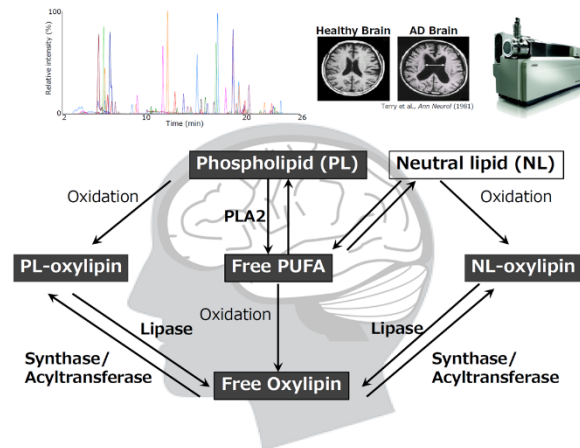 Relative intensity (%)
100
0
2
10
20
26
Time (min)
Healthy Brain
AD Brain
Terry et al., Ann Neurol (1981)
Phospholipid (PL)
Neutral lipid (NL)
Oxidation
PLA2
Oxidation
PL-oxylipin
Free PUFA
NL-oxylipin
Oxidation
Lipase
Lipase
Synthase/
Acyltransferase
Synthase/
Acyltransferase
Free Oxylipin